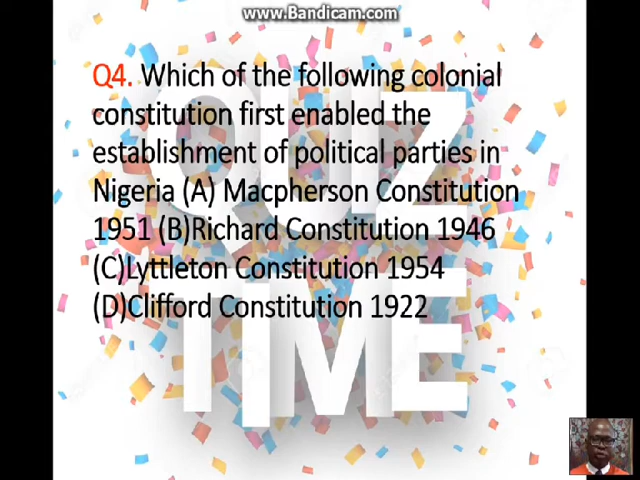 www.Bandicam.com
Q4. Which of the following colonial
constitution first enabled the
establishment of political parties in
Nigeria (A) Macpherson Constitution
1951 (B)Richard Constitution 1946
(C)Lyttleton Constitution 1954
(D)Clifford Constitution 1922
QUIZ
TIME